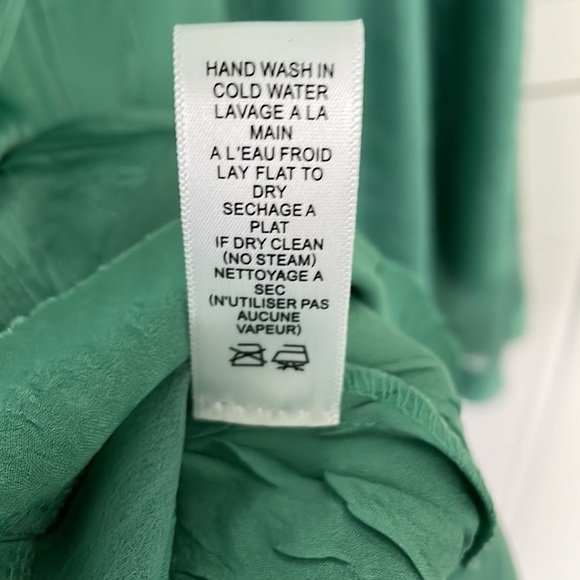 HAND WASH IN
COLD WATER
LAVAGE A LA
MAIN
A L'EAU FROID
LAY FLAT TO
DRY
SECHAGE A
PLAT
IF DRY CLEAN
(NO STEAM)
NETTOYAGE A
SEC
(N'UTILISER PAS
AUCUNE
VAPEUR)